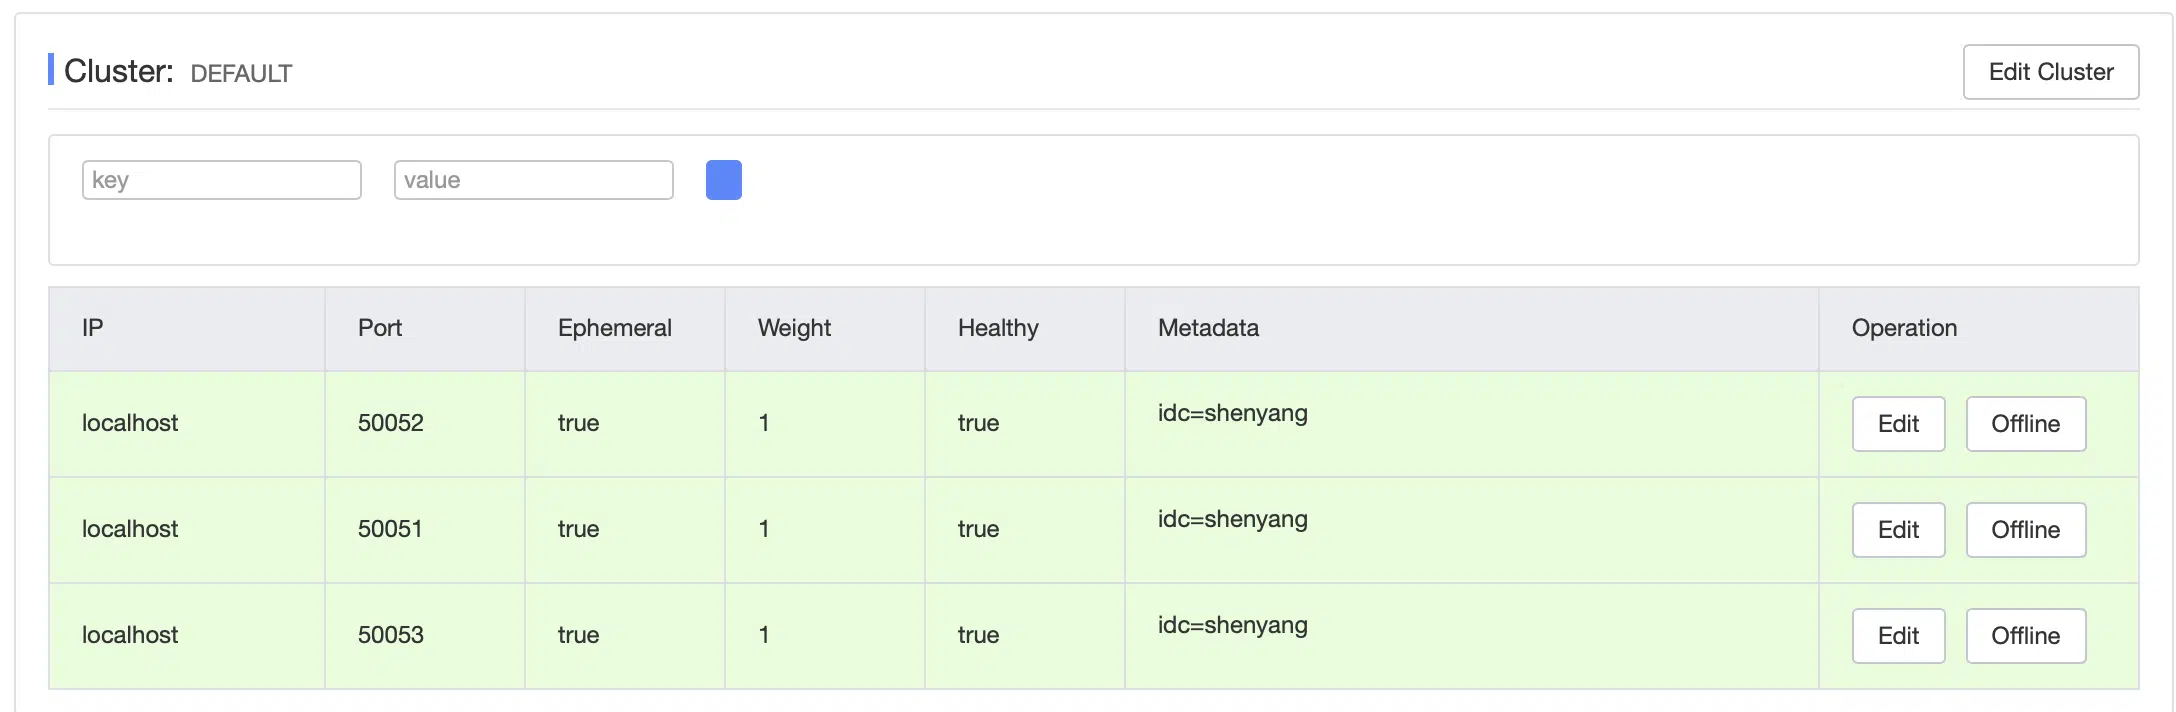 Cluster: DEFAULT Edit Cluster
key value
IP Port Ephemeral Weight Healthy Metadata Operation
localhost 50052 true 1 true idc=shenyang Edit Offline
localhost 50051 true 1 true idc=shenyang Edit Offline
localhost 50053 true 1 true idc=shenyang Edit Offline